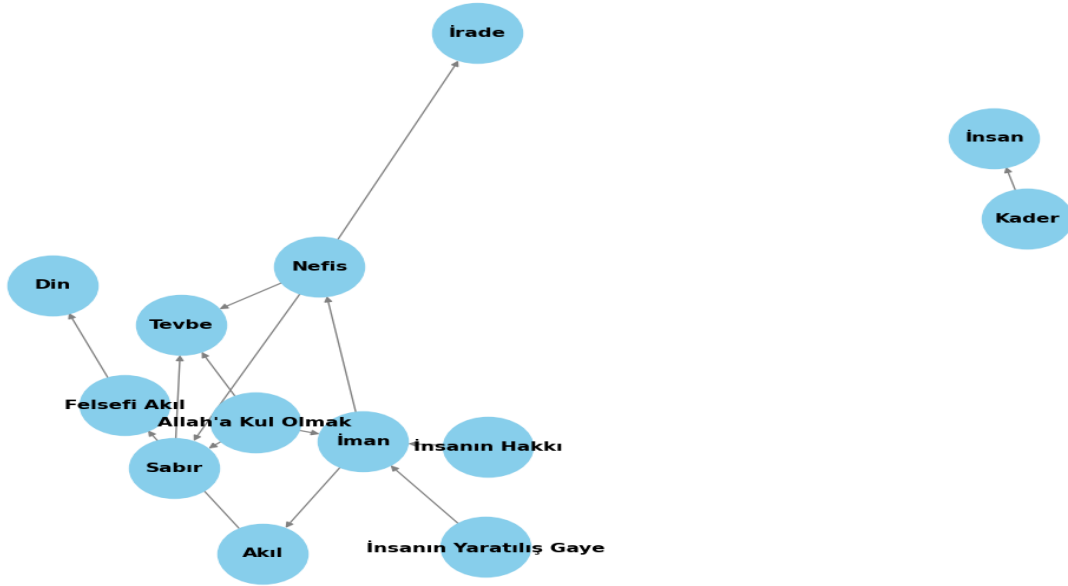 İrade
İnsan
Kader
Nefis
Din
Tevbe
Felsefi Akıl
Allah'a Kul Olmak
İman
İnsanın Hakkı
Sabır
Akıl
İnsanın Yaratılış Gaye